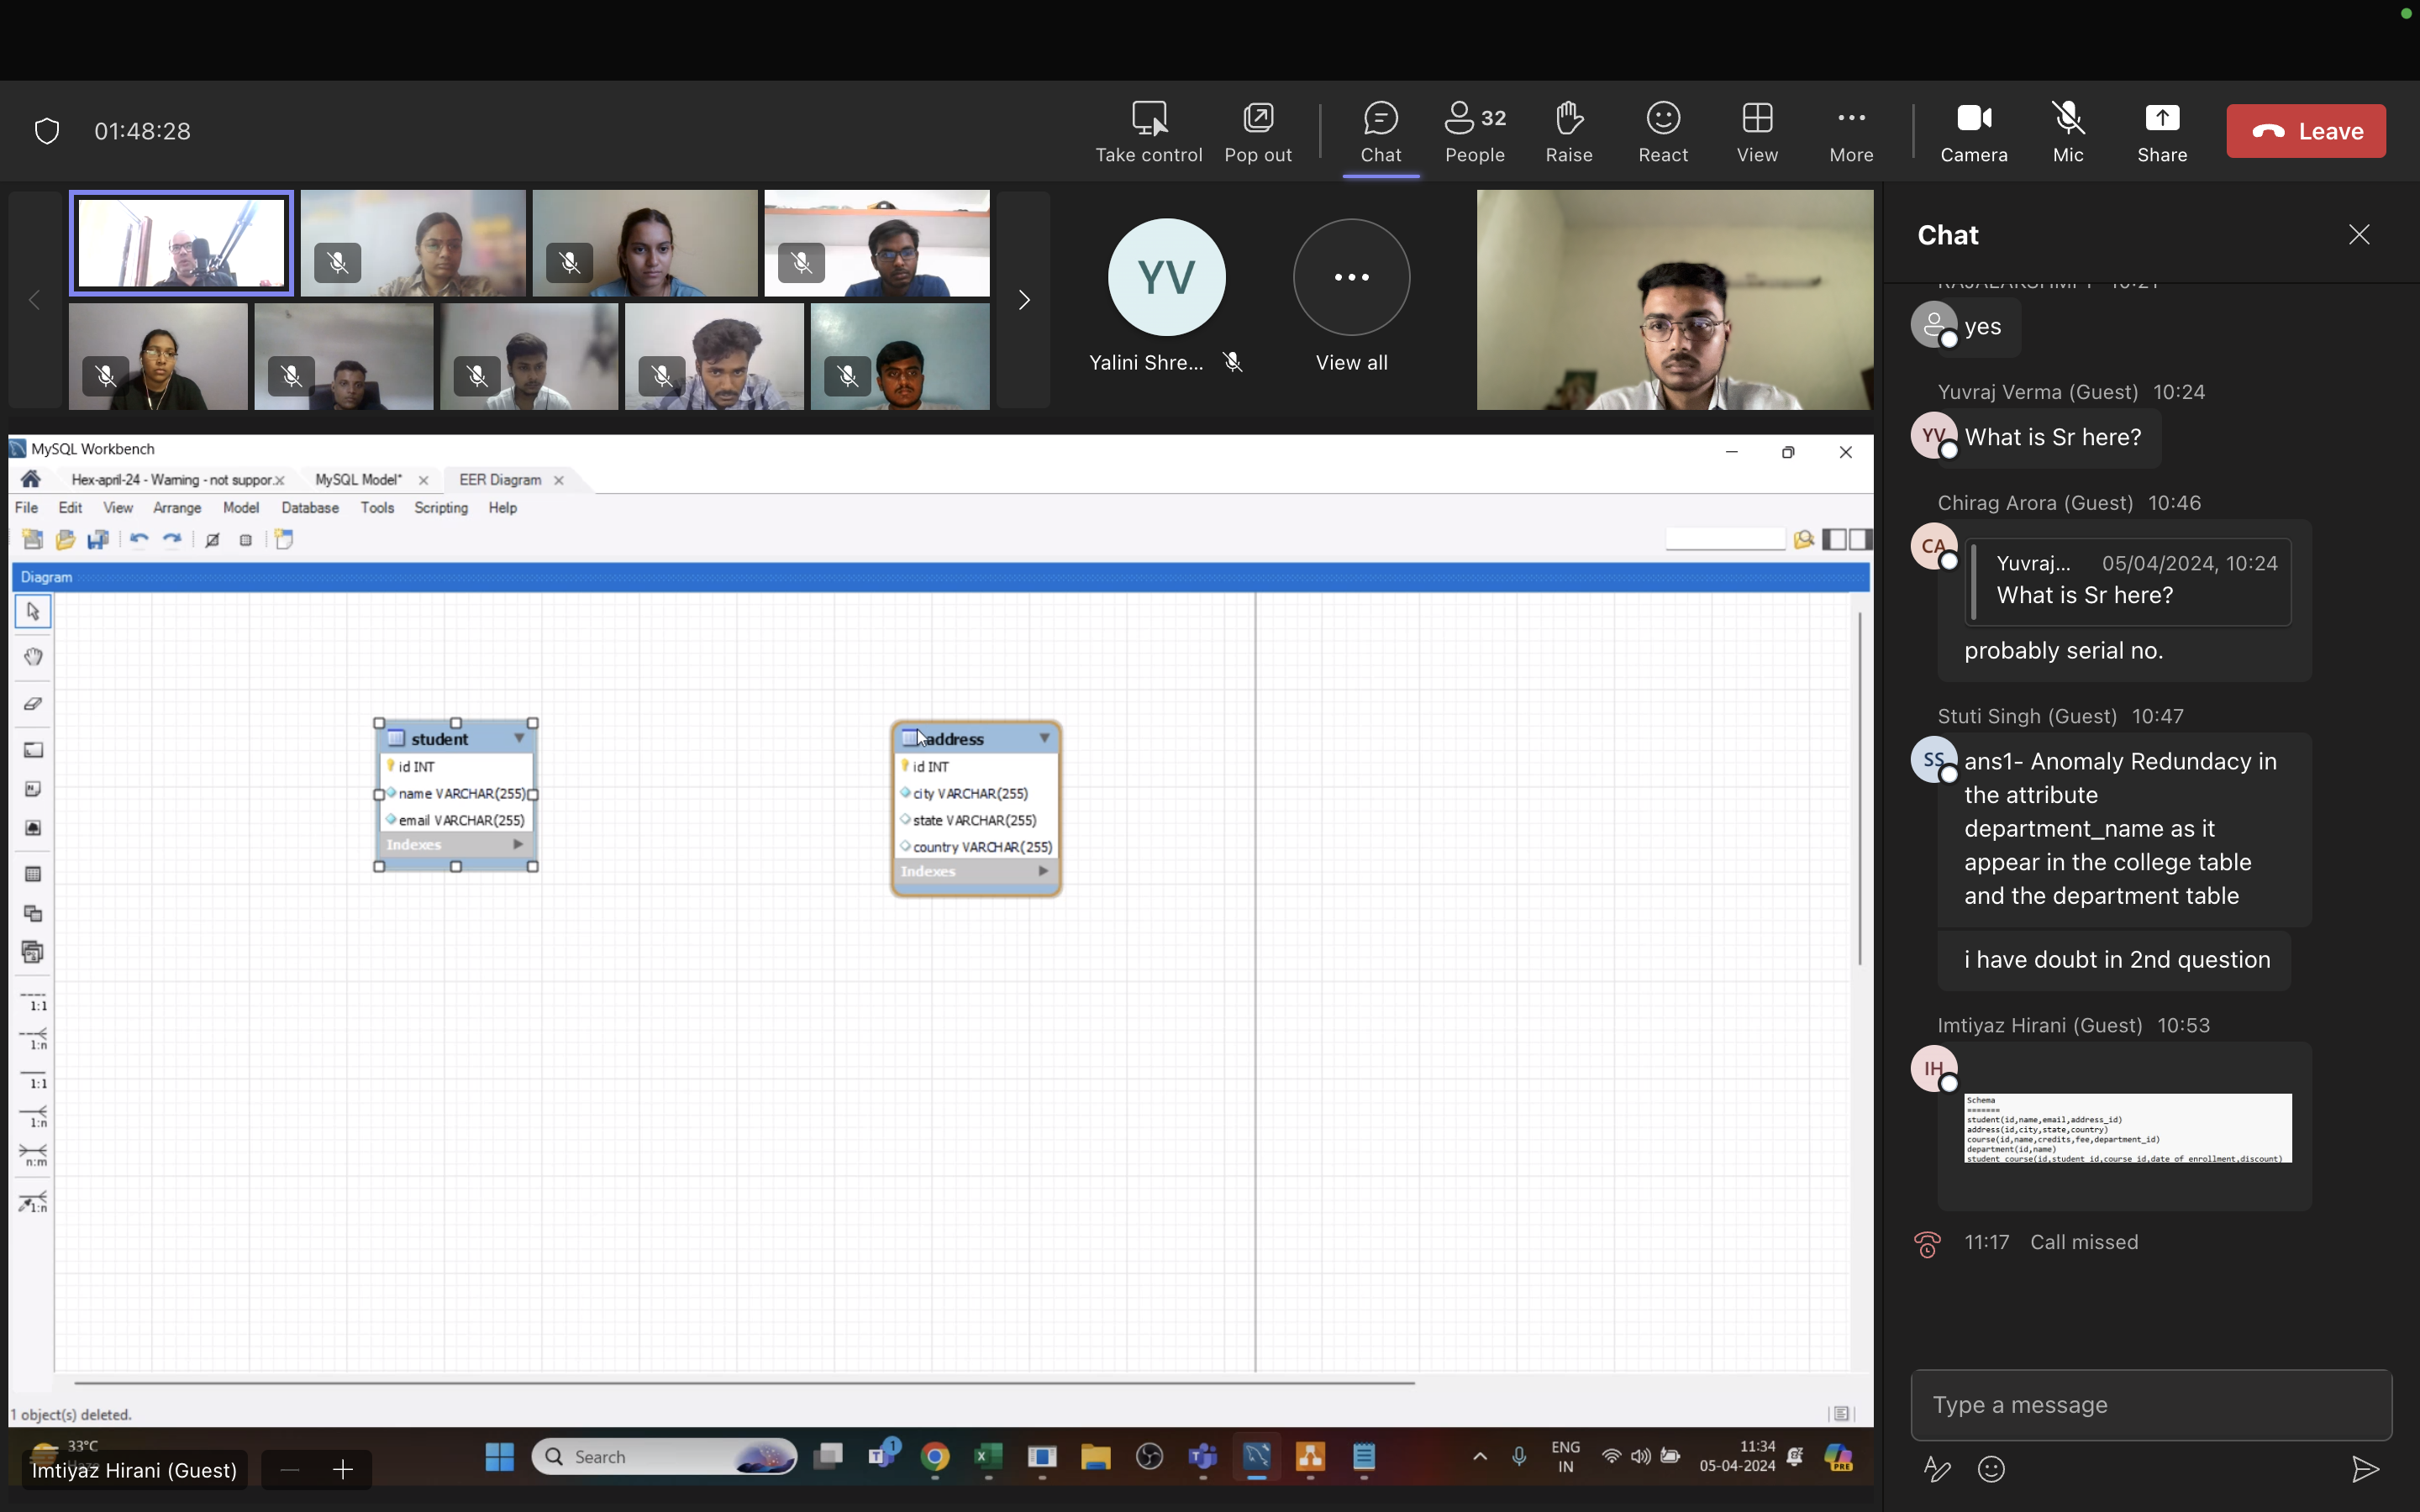 01:48:28
Take control
Pop out
Chat
32
People
Raise
React
View
More
Camera
Mic
Share
Leave
YV
Yalini Shre...
View all
MySQL Workbench
Hex-april-24 - Warning - not suppor.
MySQL Model*
EER Diagram
File Edit View Arrange Model Database Tools Scripting Help
Diagram
student
id INT
name VARCHAR(255)
email VARCHAR(255)
Indexes
address
id INT
city VARCHAR(255)
state VARCHAR(255)
country VARCHAR(255)
Indexes
1:1
1:n
1:1
1:n
n:m
1:n
1 object(s) deleted.
33°C
Imtiyaz Hirani (Guest)
Search
1
ENG
IN
11:34
05-04-2024
PRE
Chat
yes
Yuvraj Verma (Guest) 10:24
YV
What is Sr here?
Chirag Arora (Guest) 10:46
CA
Yuvraj... 05/04/2024, 10:24
What is Sr here?
probably serial no.
Stuti Singh (Guest) 10:47
SS
ans1- Anomaly Redundacy in
the attribute
department_name as it
appear in the college table
and the department table
i have doubt in 2nd question
Imtiyaz Hirani (Guest) 10:53
IH
Schema
=======
student(id,name,email,address_id)
address(id,city,state,country)
course(id,name,credits,fee,department_id)
department(id,name)
student_course(id,student_id,course_id,date_of_enrollment,discount)
11:17 Call missed
Type a message